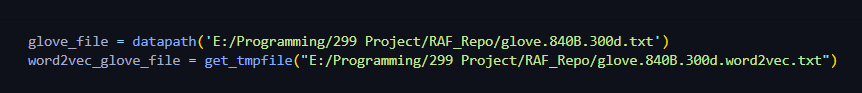 glove_file = datapath('E:/Programming/299 Project/RAF_Repo/glove.840B.300d.txt')
word2vec_glove_file = get_tmpfile("E:/Programming/299 Project/RAF_Repo/glove.840B.300d.word2vec.txt")